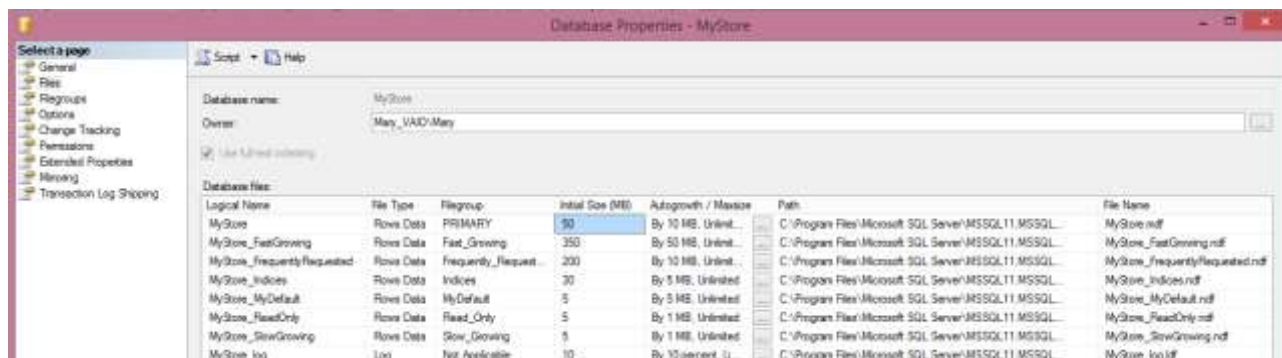 Database Properties - MyStore
Select a page
General
Files
Filegroups
Options
Change Tracking
Permissions
Extended Properties
Mirroring
Transaction Log Shipping
Script Help
Database name: MyStore
Owner: Mary_VAIO\Mary
Use full-text indexing
Database files:
Logical Name File Type Filegroup Initial Size (MB) Autogrowth / Maxsize Path File Name
MyStore Rows Data PRIMARY 50 By 10 MB, Unlimit... C:\Program Files\Microsoft SQL Server\MSSQL11.MSSQL... MyStore.mdf
MyStore_FastGrowing Rows Data Fast_Growing 350 By 50 MB, Unlimit... C:\Program Files\Microsoft SQL Server\MSSQL11.MSSQL... MyStore_FastGrowing.ndf
MyStore_FrequentlyRequested Rows Data Frequently_Request... 200 By 10 MB, Unlimit... C:\Program Files\Microsoft SQL Server\MSSQL11.MSSQL... MyStore_FrequentlyRequested.ndf
MyStore_Indices Rows Data Indices 30 By 5 MB, Unlimited C:\Program Files\Microsoft SQL Server\MSSQL11.MSSQL... MyStore_Indices.ndf
MyStore_MyDefault Rows Data MyDefault 5 By 5 MB, Unlimited C:\Program Files\Microsoft SQL Server\MSSQL11.MSSQL... MyStore_MyDefault.ndf
MyStore_ReadOnly Rows Data Read_Only 5 By 1 MB, Unlimited C:\Program Files\Microsoft SQL Server\MSSQL11.MSSQL... MyStore_ReadOnly.ndf
MyStore_SlowGrowing Rows Data Slow_Growing 5 By 1 MB, Unlimited C:\Program Files\Microsoft SQL Server\MSSQL11.MSSQL... MyStore_SlowGrowing.ndf
MyStore_log Log Not Applicable 10 By 10 percent, U... C:\Program Files\Microsoft SQL Server\MSSQL11.MSSQL... MyStore_log.ldf